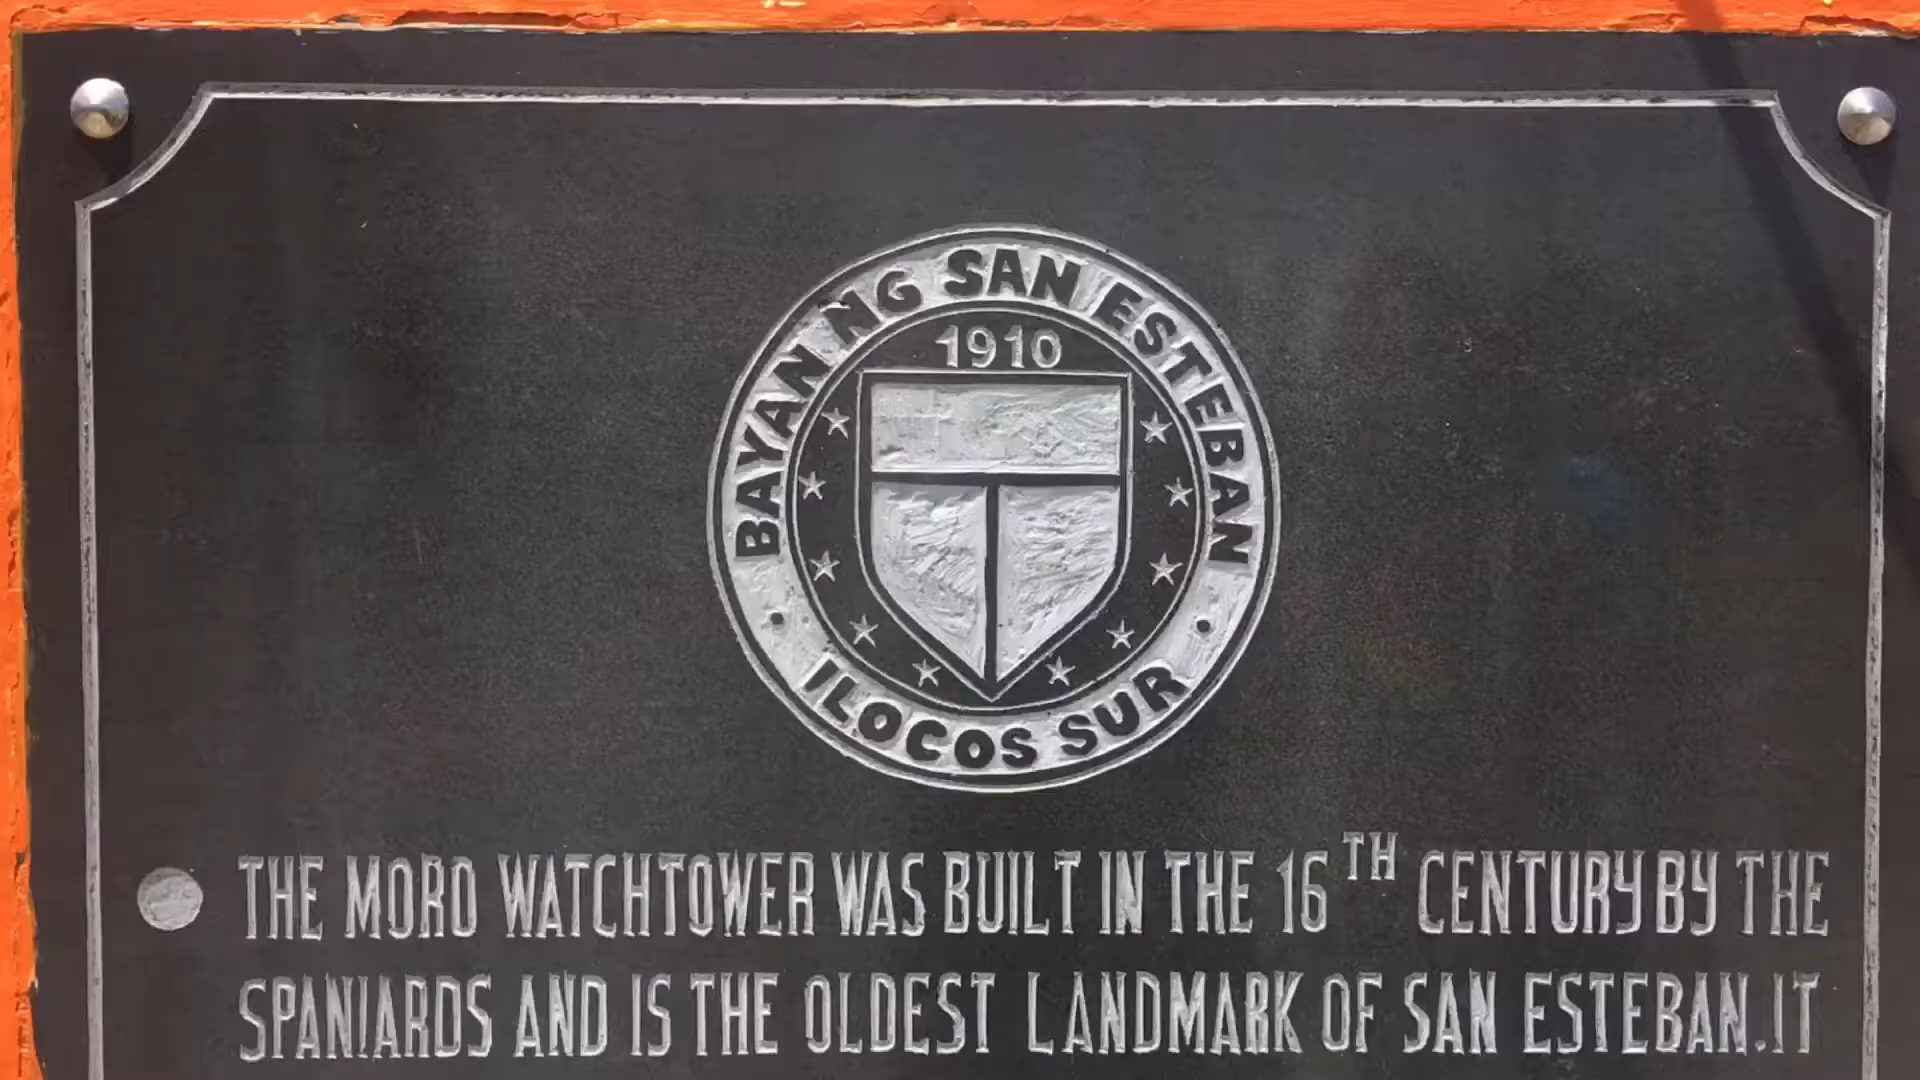 BAYAN NG SAN ESTEBAN
1910
ILOCOS SUR
THE MORO WATCHTOWER WAS BUILT IN THE 16TH CENTURY BY THE
SPANIARDS AND IS THE OLDEST LANDMARK OF SAN ESTEBAN.IT